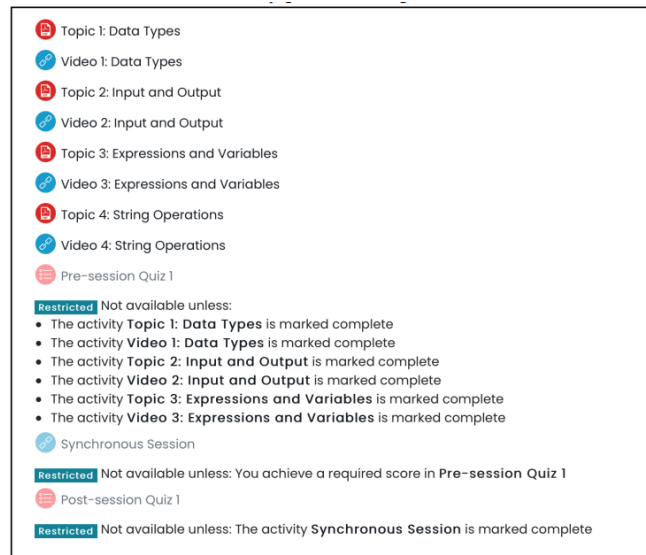 Topic 1: Data Types
Video 1: Data Types
Topic 2: Input and Output
Video 2: Input and Output
Topic 3: Expressions and Variables
Video 3: Expressions and Variables
Topic 4: String Operations
Video 4: String Operations
Pre-session Quiz 1
Restricted Not available unless:
• The activity Topic 1: Data Types is marked complete
• The activity Video 1: Data Types is marked complete
• The activity Topic 2: Input and Output is marked complete
• The activity Video 2: Input and Output is marked complete
• The activity Topic 3: Expressions and Variables is marked complete
• The activity Video 3: Expressions and Variables is marked complete
Synchronous Session
Restricted Not available unless: You achieve a required score in Pre-session Quiz 1
Post-session Quiz 1
Restricted Not available unless: The activity Synchronous Session is marked complete